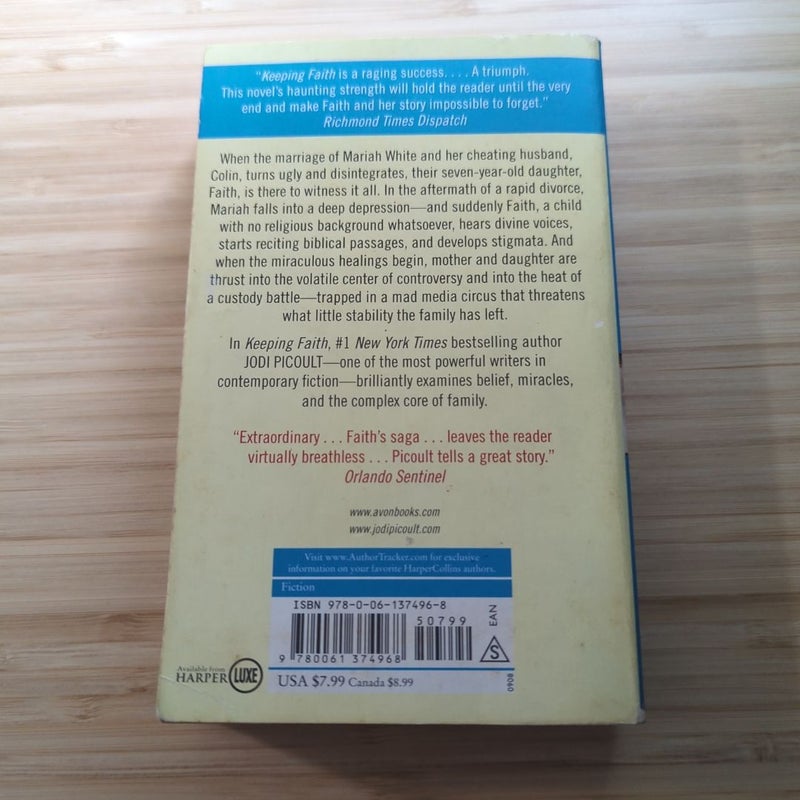 “Keeping Faith is a raging success. . . . A triumph.
This novel’s haunting strength will hold the reader until the very
end and make Faith and her story impossible to forget.”
Richmond Times Dispatch
When the marriage of Mariah White and her cheating husband,
Colin, turns ugly and disintegrates, their seven-year-old daughter,
Faith, is there to witness it all. In the aftermath of a rapid divorce,
Mariah falls into a deep depression—and suddenly Faith, a child
with no religious background whatsoever, hears divine voices,
starts reciting biblical passages, and develops stigmata. And
when the miraculous healings begin, mother and daughter are
thrust into the volatile center of controversy and into the heat of
a custody battle—trapped in a mad media circus that threatens
what little stability the family has left.
In Keeping Faith, #1 New York Times bestselling author
JODI PICOULT—one of the most powerful writers in
contemporary fiction—brilliantly examines belief, miracles,
and the complex core of family.
“Extraordinary . . . Faith’s saga . . . leaves the reader
virtually breathless . . . Picoult tells a great story.”
Orlando Sentinel
www.avonbooks.com
www.jodipicoult.com
Visit www.AuthorTracker.com for exclusive
information on your favorite HarperCollins authors.
Fiction
ISBN 978-0-06-137496-8
50799
EAN
S
9 780061 374968
Available from
HARPER LUXE
USA $7.99 Canada $8.99
0908